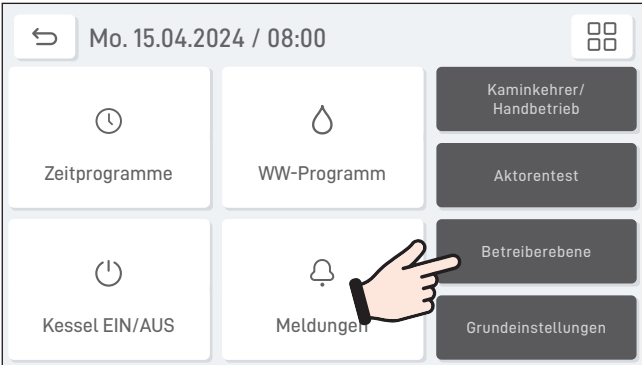 Mo. 15.04.2024 / 08:00
Zeitprogramme
WW-Programm
Kaminkehrer/
Handbetrieb
Aktorentest
Kessel EIN/AUS
Meldungen
Betreiberebene
Grundeinstellungen